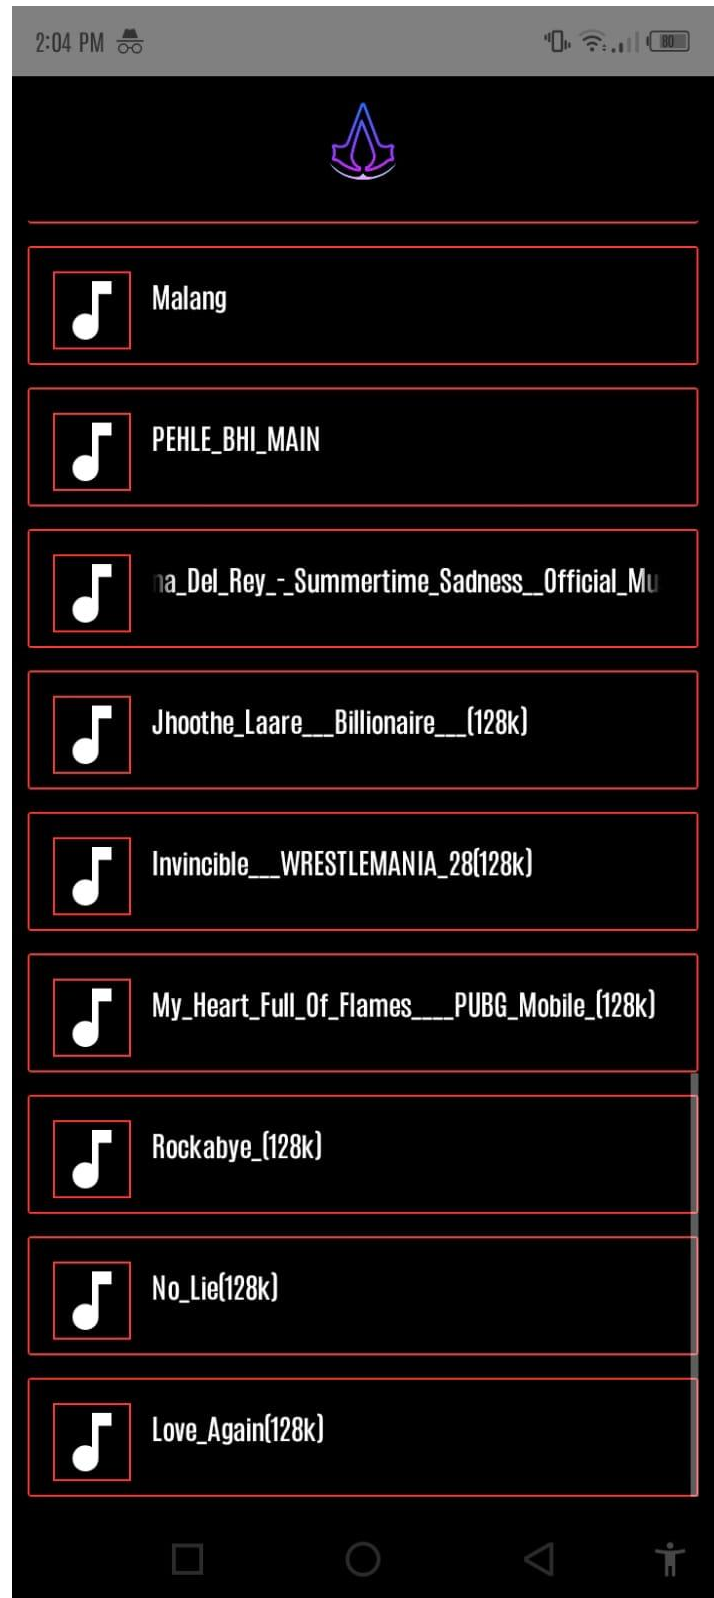 2:04 PM
80
Malang
PEHLE_BHI_MAIN
na_Del_Rey_-_Summertime_Sadness__Official_Mu
Jhoothe_Laare___Billionaire___(128k)
Invincible___WRESTLEMANIA_28(128k)
My_Heart_Full_Of_Flames____PUBG_Mobile_(128k)
Rockabye_(128k)
No_Lie(128k)
Love_Again(128k)